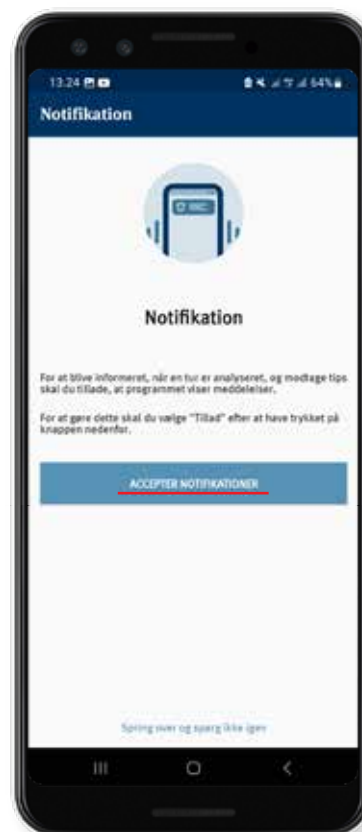 13:24
64%
Notifikation
Notifikation
For at blive informeret, når en tur er analyseret, og modtage tips
skal du tillade, at programmet viser meddelelser.
For at gøre dette skal du vælge "Tillad" efter at have trykket på
knappen nedenfor.
ACCEPTER NOTIFIKATIONER
Spring over og spørg ikke igen